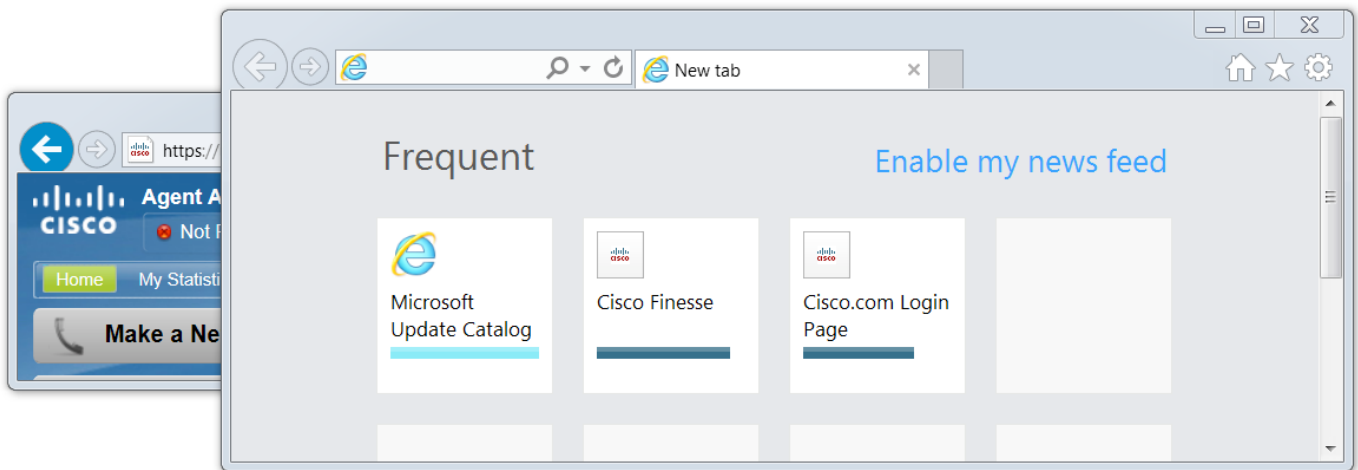 New tab
https://
Frequent
Enable my news feed
CISCO
Agent A
Not
Home
My Statisti
Microsoft
Update Catalog
cisco
Cisco Finesse
cisco
Cisco.com Login
Page
Make a Ne